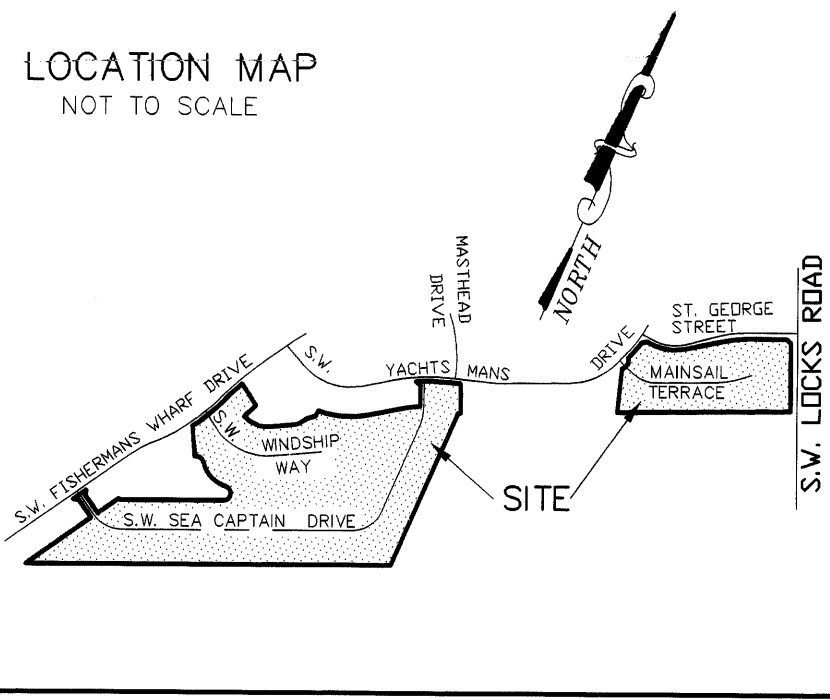 LOCATION MAP
NOT TO SCALE
NORTH
MASTHEAD
DRIVE
S.W. LOCKS ROAD
ST. GEORGE
STREET
S.W. YACHTS MANS DRIVE
MAINSAIL
TERRACE
S.W. FISHERMANS WHARF DRIVE
S.W.
WINDSHIP
WAY
SITE
S.W. SEA CAPTAIN DRIVE